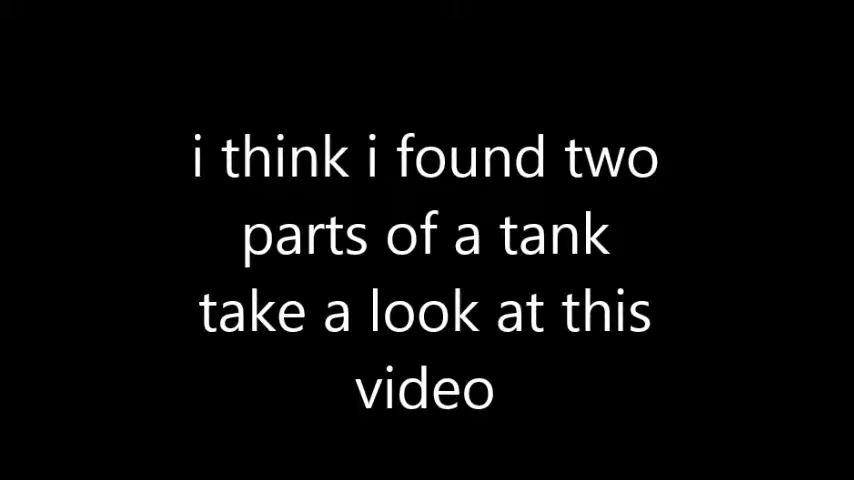 i think i found two
parts of a tank
take a look at this
video